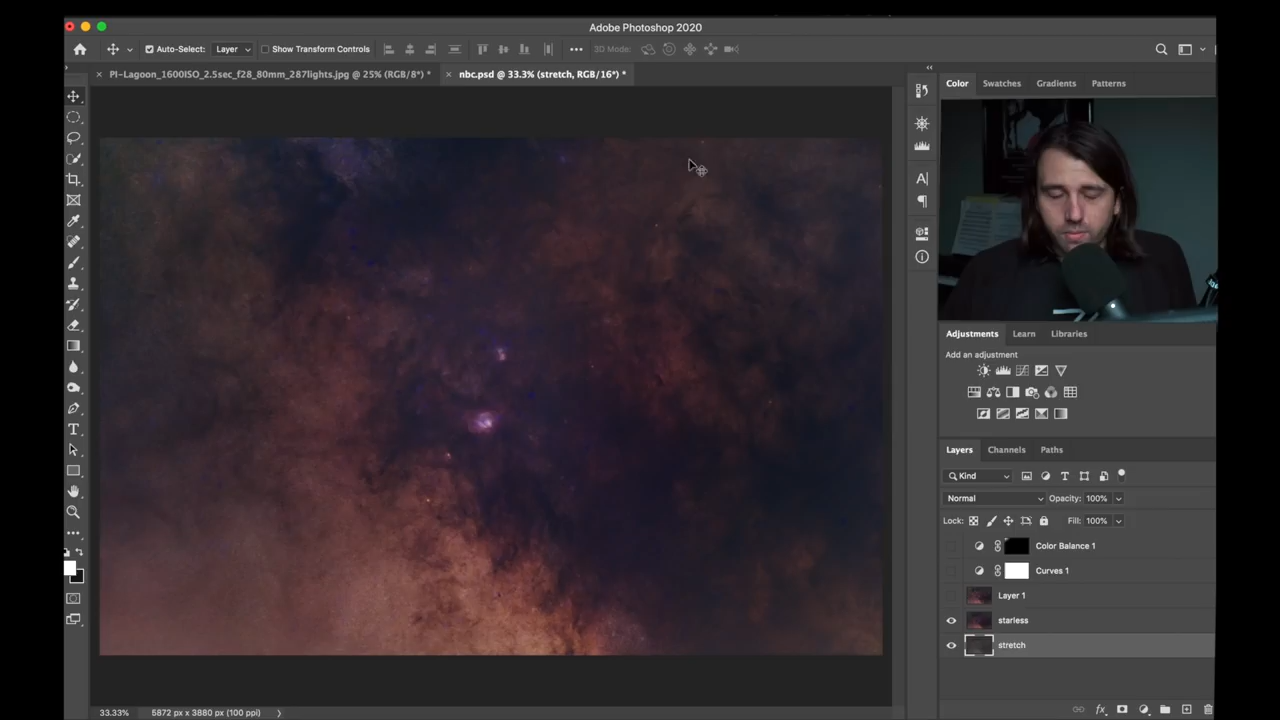 Adobe Photoshop 2020
Auto-Select: Layer Show Transform Controls 3D Mode:
PI-Lagoon_1600ISO_2.5sec_f28_80mm_287lights.jpg @ 25% (RGB/8*) * nbc.psd @ 33.3% (stretch, RGB/16*) *
Color Swatches Gradients Patterns
Adjustments Learn Libraries
Add an adjustment
Layers Channels Paths
Kind
Normal Opacity: 100%
Lock: Fill: 100%
Color Balance 1
Curves 1
Layer 1
starless
stretch
33.33% 5872 px x 3880 px (100 ppi)